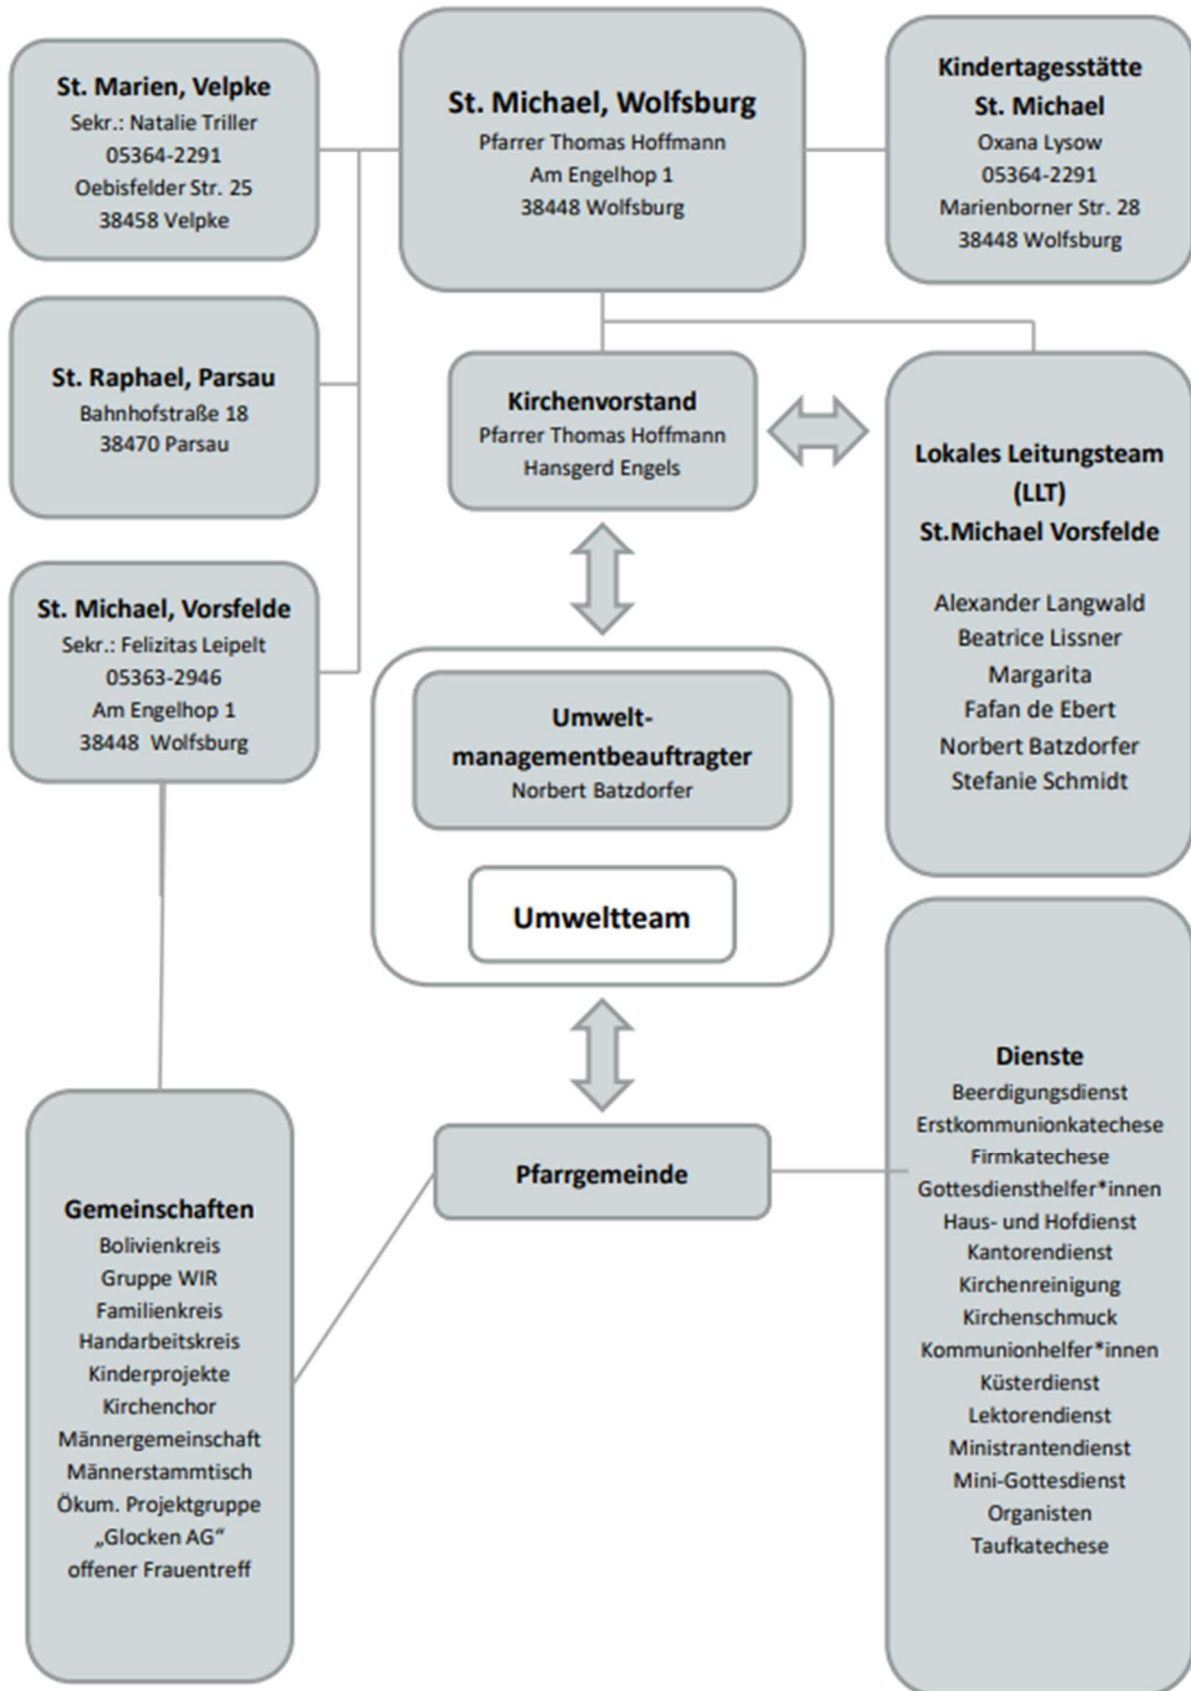 St. Marien, Velpke
Sekr.: Natalie Triller
05364-2291
Oebisfelder Str. 25
38458 Velpke
St. Michael, Wolfsburg
Pfarrer Thomas Hoffmann
Am Engelhop 1
38448 Wolfsburg
Kindertagesstätte
St. Michael
Oxana Lysow
05364-2291
Marienborner Str. 28
38448 Wolfsburg
St. Raphael, Parsau
Bahnhofstraße 18
38470 Parsau
Kirchenvorstand
Pfarrer Thomas Hoffmann
Hansgerd Engels
Lokales Leitungsteam
(LLT)
St.Michael Vorsfelde
Alexander Langwald
Beatrice Lissner
Margarita
Fafan de Ebert
Norbert Batzdorfer
Stefanie Schmidt
St. Michael, Vorsfelde
Sekr.: Felizitas Leipelt
05363-2946
Am Engelhop 1
38448 Wolfsburg
Umwelt-
managementbeauftragter
Norbert Batzdorfer
Umweltteam
Pfarrgemeinde
Gemeinschaften
Bolivienkreis
Gruppe WIR
Familienkreis
Handarbeitskreis
Kinderprojekte
Kirchenchor
Männergemeinschaft
Männerstammtisch
Ökum. Projektgruppe
„Glocken AG“
offener Frauentreff
Dienste
Beerdigungsdienst
Erstkommunionkatechese
Firmkatechese
Gottesdiensthelfer*innen
Haus- und Hofdienst
Kantorendienst
Kirchenreinigung
Kirchenschmuck
Kommunionhelfer*innen
Küsterdienst
Lektorendienst
Ministrantendienst
Mini-Gottesdienst
Organisten
Taufkatechese